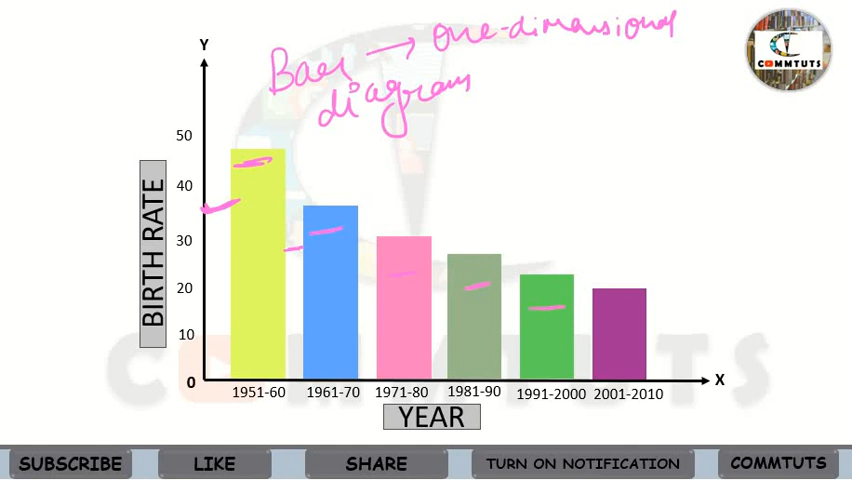 Y
Bar → one-dimensional
diagram
COMMTUTS
50
40
30
20
10
0
BIRTH RATE
X
1951-60 1961-70 1971-80 1981-90 1991-2000 2001-2010
YEAR
COMMTUTS
SUBSCRIBE LIKE SHARE TURN ON NOTIFICATION COMMTUTS